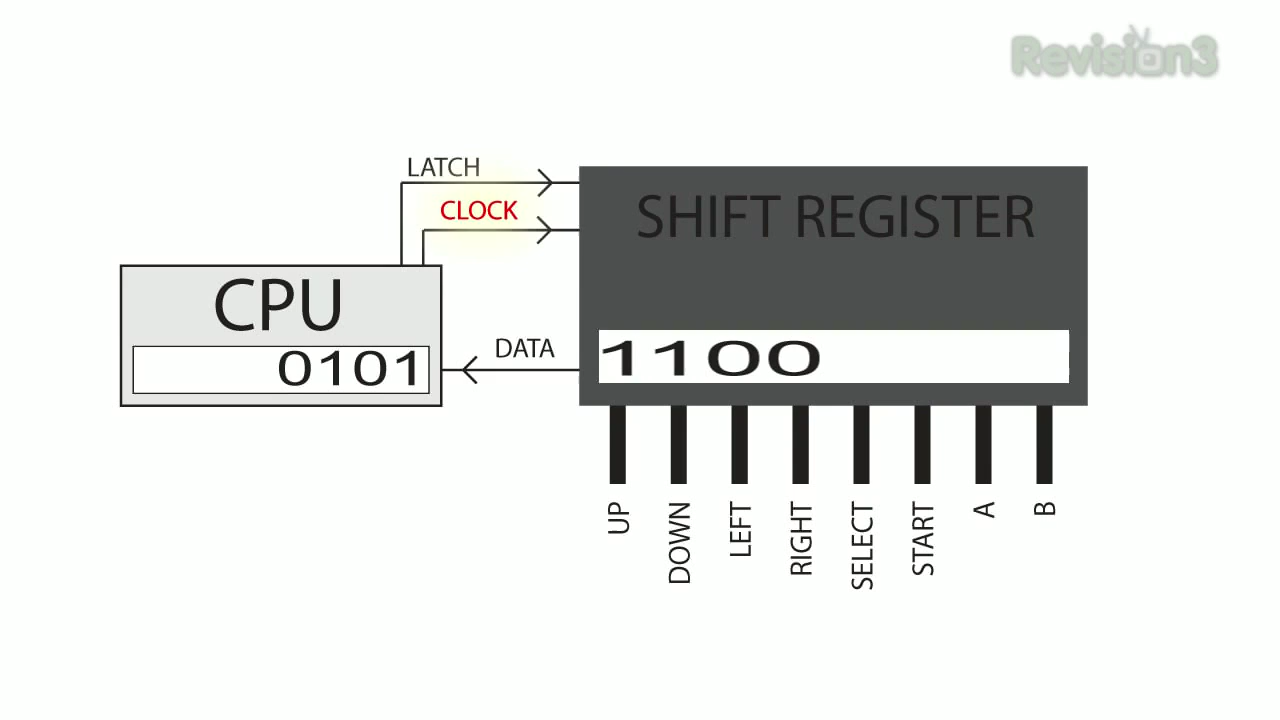 Revision3
LATCH
CLOCK
SHIFT REGISTER
CPU
0101
DATA
1100
UP
DOWN
LEFT
RIGHT
SELECT
START
A
B